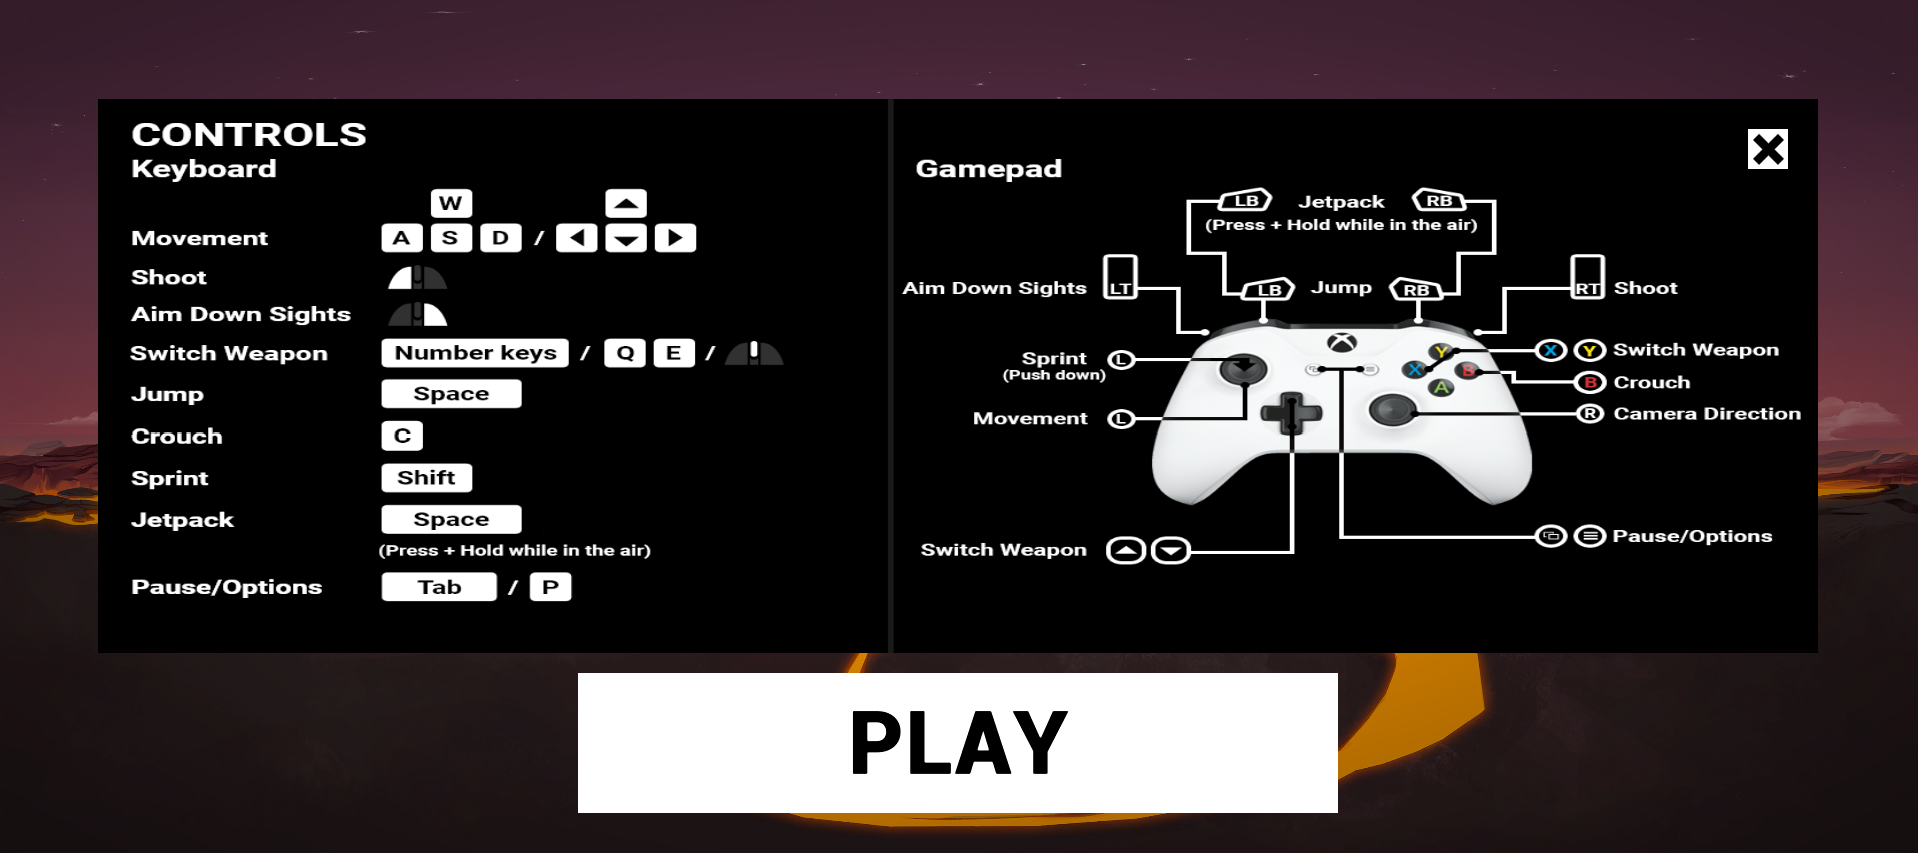 CONTROLS
Keyboard
W
Movement A S D /
Shoot
Aim Down Sights
Switch Weapon Number keys / Q E /
Jump Space
Crouch C
Sprint Shift
Jetpack Space
(Press + Hold while in the air)
Pause/Options Tab / P
Gamepad
LB Jetpack RB
(Press + Hold while in the air)
Aim Down Sights LT LB Jump RB RT Shoot
Sprint L
(Push down)
Movement L
Y
X B
A
X Y Switch Weapon
B Crouch
R Camera Direction
Switch Weapon
Pause/Options
PLAY